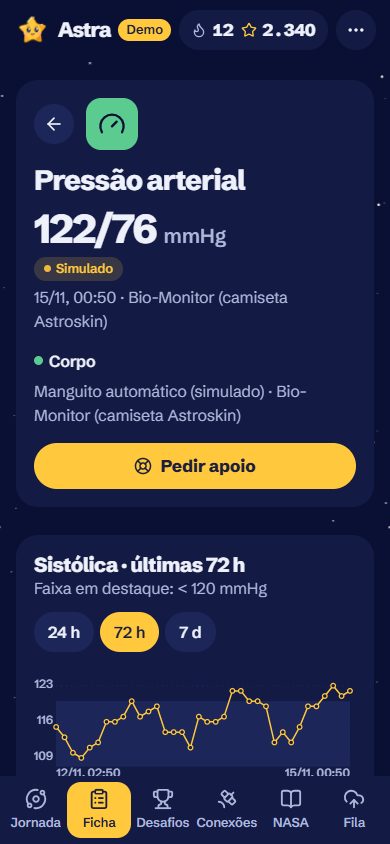 Astra Demo 12 2.340
Pressão arterial
122/76 mmHg
Simulado
15/11, 00:50 · Bio-Monitor (camiseta
Astroskin)
Corpo
Manguito automático (simulado) · Bio-
Monitor (camiseta Astroskin)
Pedir apoio
Sistólica · últimas 72 h
Faixa em destaque: < 120 mmHg
24 h 72 h 7 d
123
116
109
12/11, 02:50 15/11, 00:50
Jornada Ficha Desafios Conexões NASA Fila